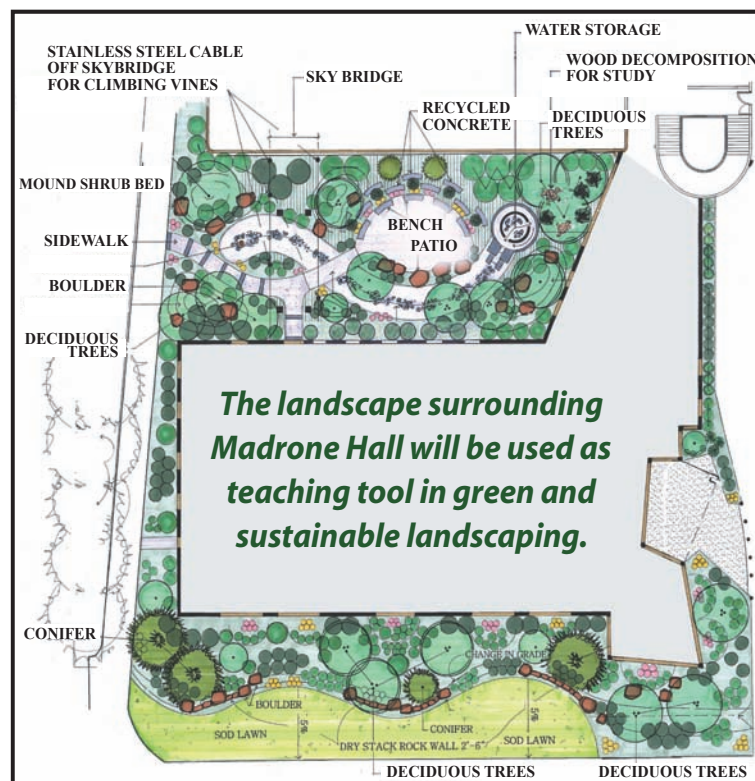 STAINLESS STEEL CABLE
OFF SKYBRIDGE
FOR CLIMBING VINES
SKY BRIDGE
WATER STORAGE
WOOD DECOMPOSITION
FOR STUDY
RECYCLED
CONCRETE
DECIDUOUS
TREES
MOUND SHRUB BED
SIDEWALK
BENCH
PATIO
BOULDER
DECIDUOUS
TREES
The landscape surrounding
Madrone Hall will be used as
teaching tool in green and
sustainable landscaping.
CONIFER
CHANGE IN GRADE
BOULDER
CONIFER
SOD LAWN
DRY STACK ROCK WALL 2'-6"
SOD LAWN
DECIDUOUS TREES
DECIDUOUS TREES